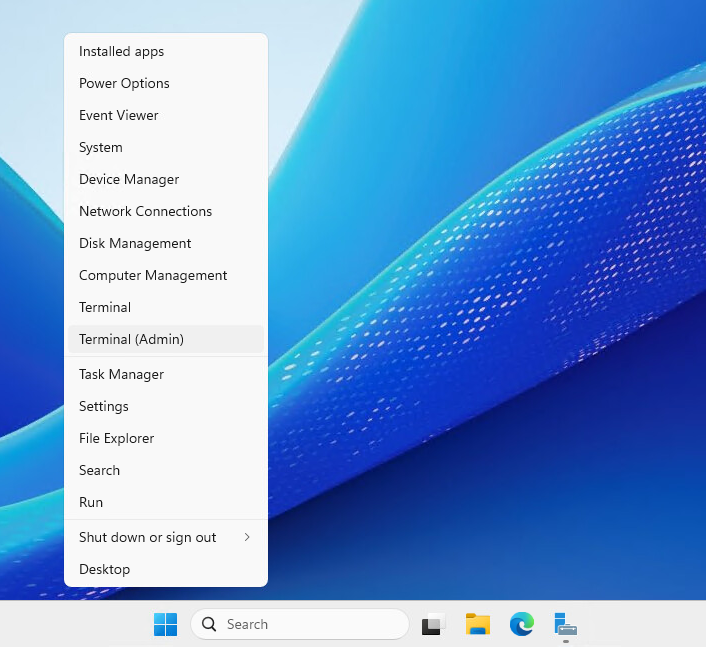 Installed apps
Power Options
Event Viewer
System
Device Manager
Network Connections
Disk Management
Computer Management
Terminal
Terminal (Admin)
Task Manager
Settings
File Explorer
Search
Run
Shut down or sign out
Desktop
Search